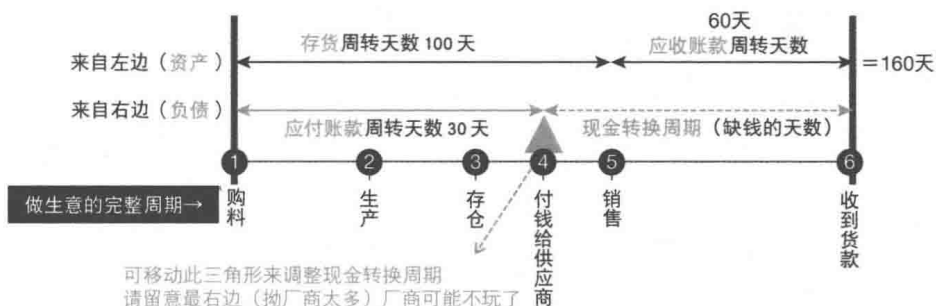 60天
存货周转天数 100 天
应收账款周转天数
来自左边（资产）
＝160天
来自右边（负债）
应付账款周转天数 30 天
现金转换周期（缺钱的天数）
1
2
3
4
5
6
做生意的完整周期→
购料
生产
存仓
付钱给供应商
销售
收到货款
可移动此三角形来调整现金转换周期
请留意最右边（拗厂商太多）厂商可能不玩了